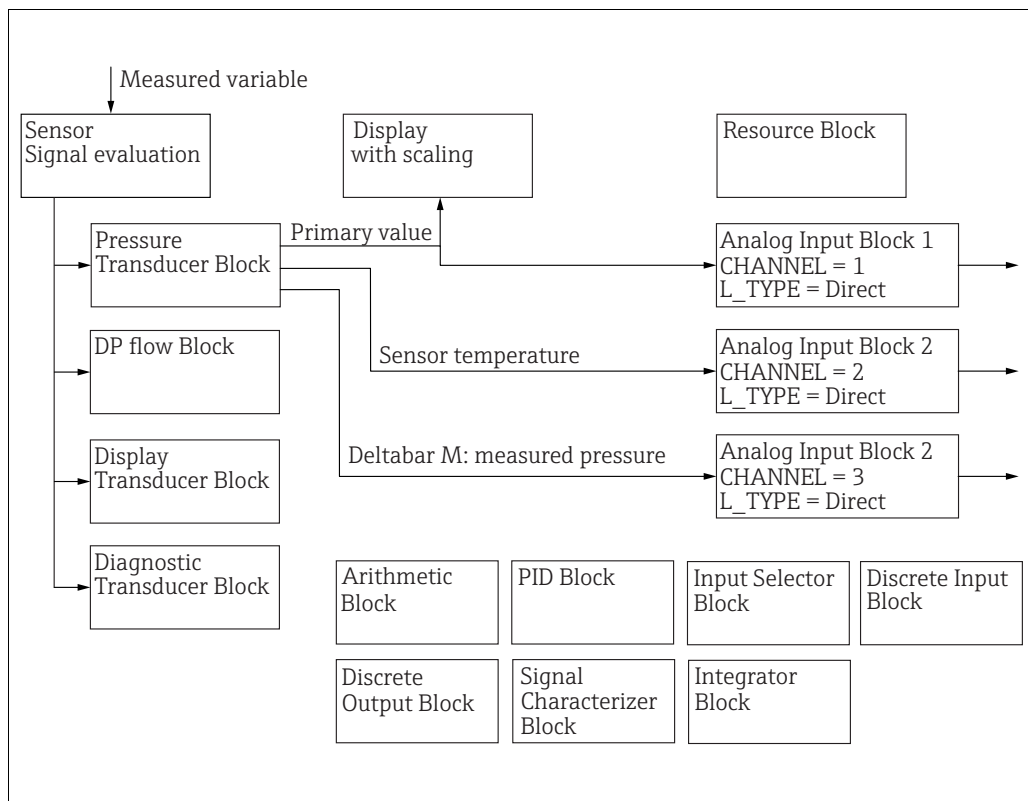 Measured variable
Sensor
Signal evaluation
Display
with scaling
Resource Block
Pressure
Transducer Block
Primary value
Analog Input Block 1
CHANNEL = 1
L_TYPE = Direct
DP flow Block
Sensor temperature
Analog Input Block 2
CHANNEL = 2
L_TYPE = Direct
Display
Transducer Block
Deltabar M: measured pressure
Analog Input Block 2
CHANNEL = 3
L_TYPE = Direct
Diagnostic
Transducer Block
Arithmetic
Block
PID Block
Input Selector
Block
Discrete Input
Block
Discrete
Output Block
Signal
Characterizer
Block
Integrator
Block